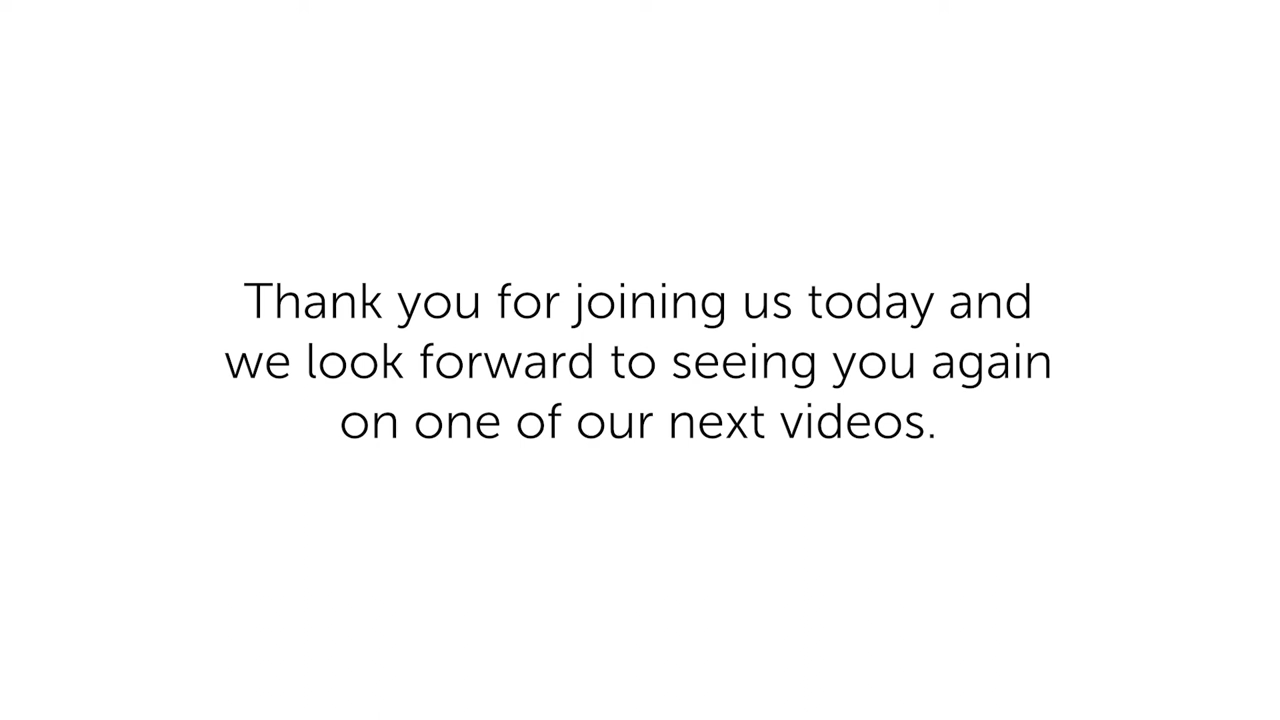 Thank you for joining us today and
we look forward to seeing you again
on one of our next videos.